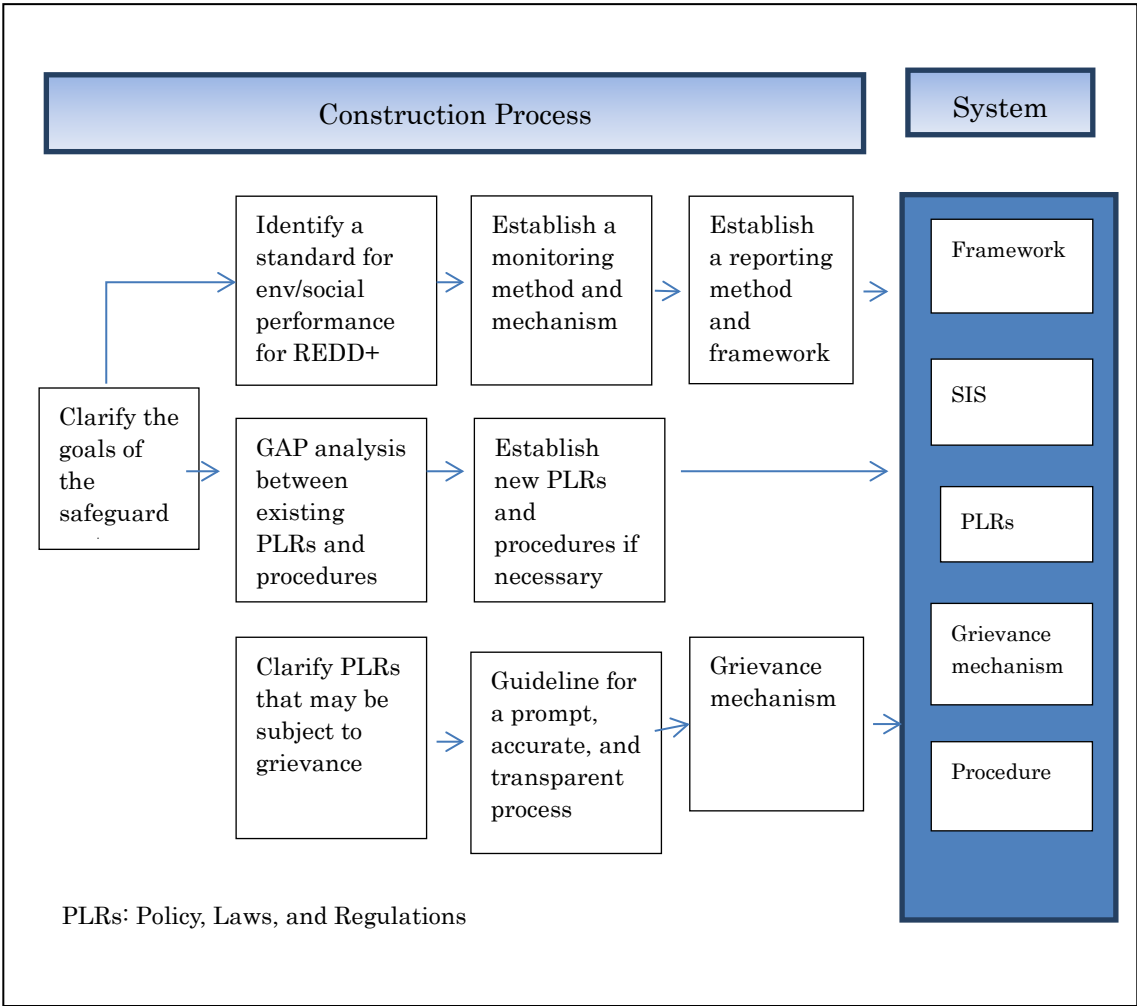 Construction Process
System
Identify a
standard for
env/social
performance
for REDD+
Establish a
monitoring
method and
mechanism
Establish
a reporting
method
and
framework
Framework
SIS
PLRs
Grievance
mechanism
Procedure
Clarify the
goals of
the
safeguard
GAP analysis
between
existing
PLRs and
procedures
Establish
new PLRs
and
procedures if
necessary
Clarify PLRs
that may be
subject to
grievance
Guideline for
a prompt,
accurate, and
transparent
process
Grievance
mechanism
PLRs: Policy, Laws, and Regulations